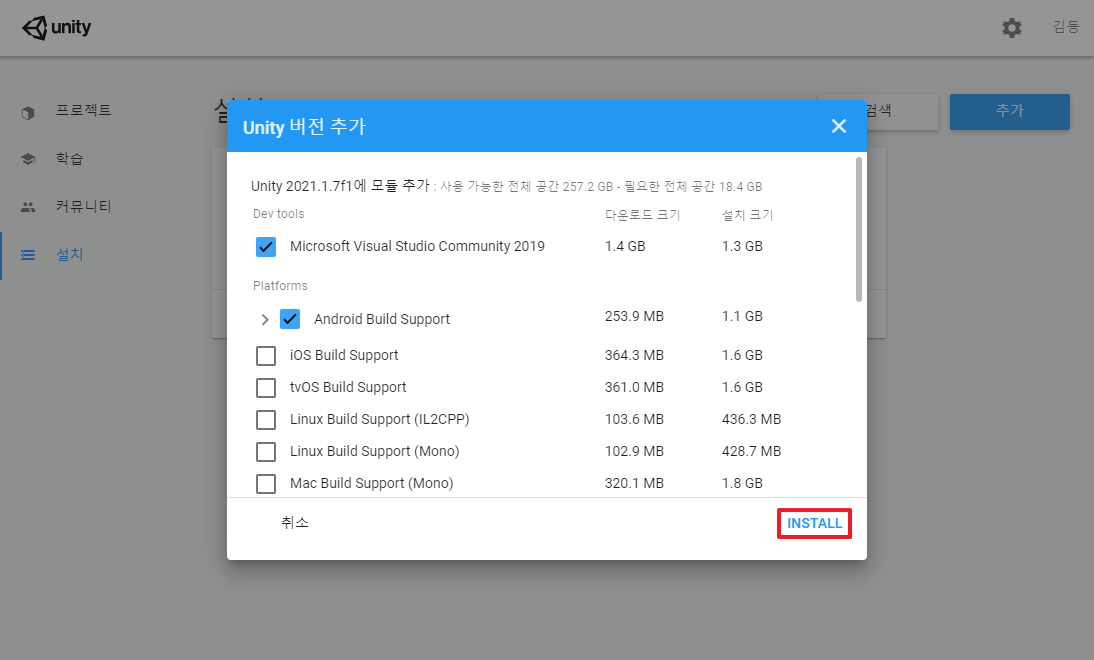 unity
김동
프로젝트
학습
커뮤니티
설치
검색
추가
Unity 버전 추가
Unity 2021.1.7f1에 모듈 추가 : 사용 가능한 전체 공간 257.2 GB - 필요한 전체 공간 18.4 GB
Dev tools 다운로드 크기 설치 크기
Microsoft Visual Studio Community 2019 1.4 GB 1.3 GB
Platforms
Android Build Support 253.9 MB 1.1 GB
iOS Build Support 364.3 MB 1.6 GB
tvOS Build Support 361.0 MB 1.6 GB
Linux Build Support (IL2CPP) 103.6 MB 436.3 MB
Linux Build Support (Mono) 102.9 MB 428.7 MB
Mac Build Support (Mono) 320.1 MB 1.8 GB
취소 INSTALL